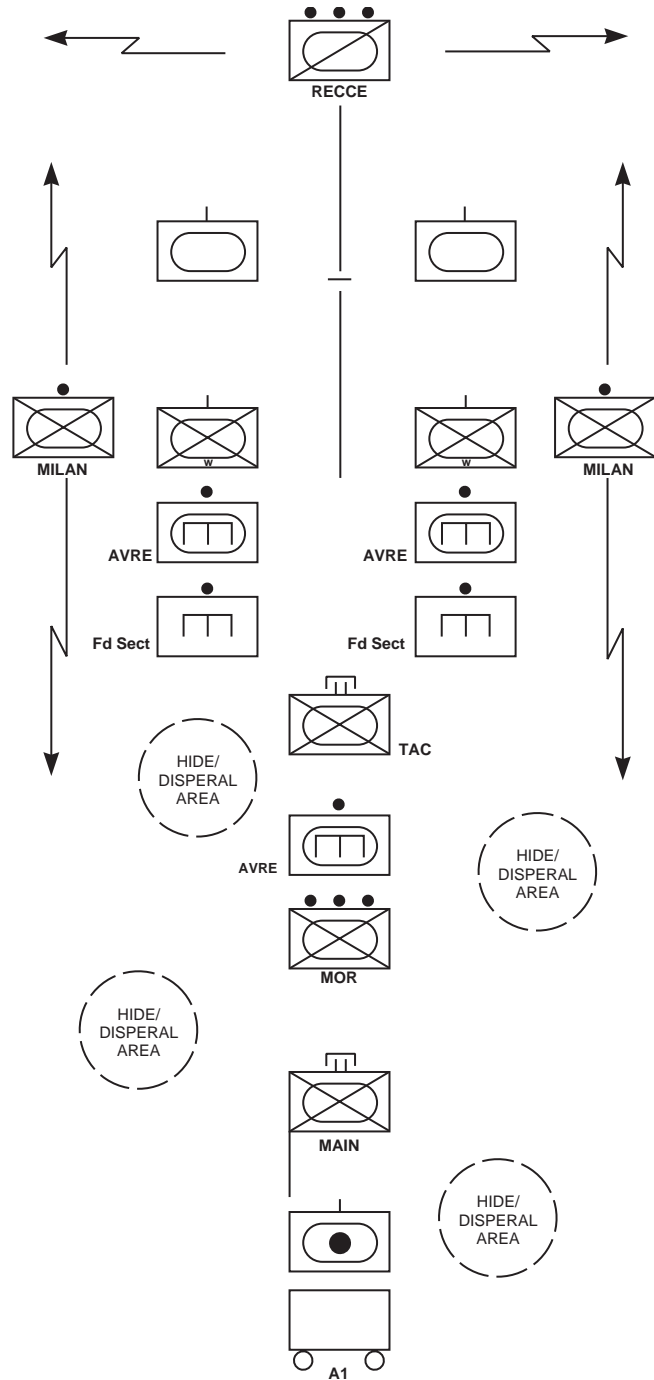 RECCE
MILAN
W
W
MILAN
AVRE
AVRE
Fd Sect
Fd Sect
TAC
HIDE/
DISPERAL
AREA
AVRE
HIDE/
DISPERAL
AREA
MOR
HIDE/
DISPERAL
AREA
MAIN
HIDE/
DISPERAL
AREA
A1